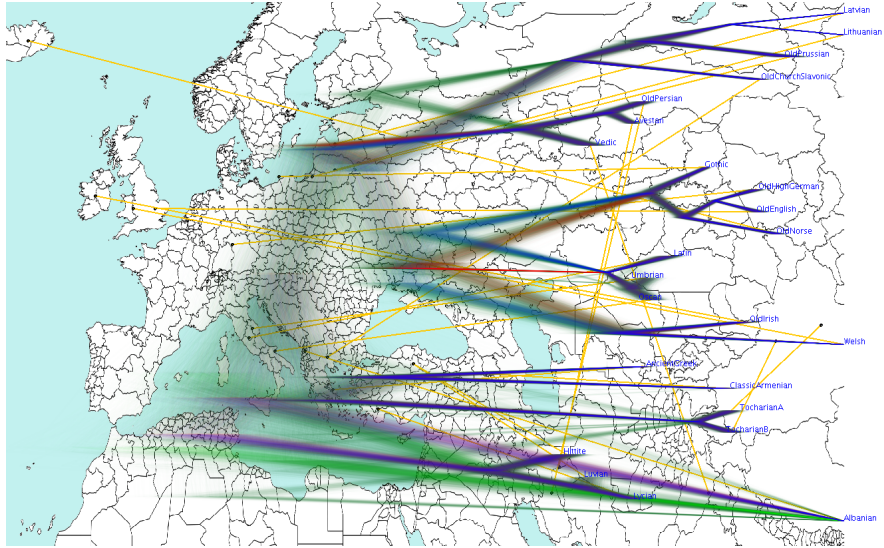 Latvian
Lithuanian
OldPrussian
OldChurchSlavonic
OldPersian
Avestan
Vedic
Gothic
OldHighGerman
OldEnglish
OldNorse
Latin
Umbrian
Oscan
OldIrish
Welsh
AncientGreek
ClassicArmenian
TocharianA
TocharianB
Hittite
Luvian
Lycian
Albanian